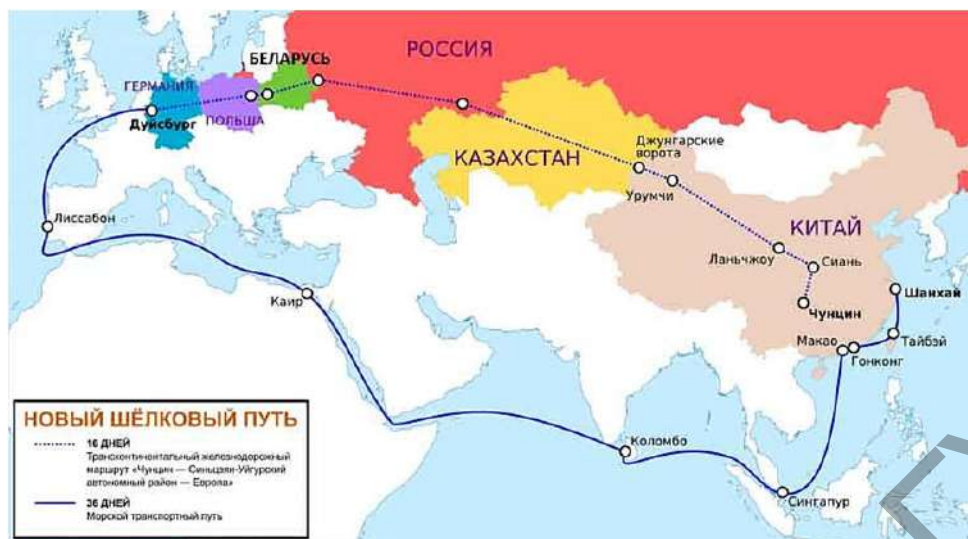 РОССИЯ
БЕЛАРУСЬ
ГЕРМАНИЯ
ПОЛЬША
Дуйсбург
КАЗАХСТАН
Джунгарские
ворота
Урумчи
Лиссабон
КИТАЙ
Ланьчжоу
Сиань
Каир
Чунцин
Шанхай
Макао
Гонконг
Тайбэй
НОВЫЙ ШЁЛКОВЫЙ ПУТЬ
16 ДНЕЙ
Трансконтинентальный железнодорожный
маршрут «Чунцин — Синьцзян-Уйгурский
автономный район — Европа»
36 ДНЕЙ
Морской транспортный путь
Коломбо
Сингапур